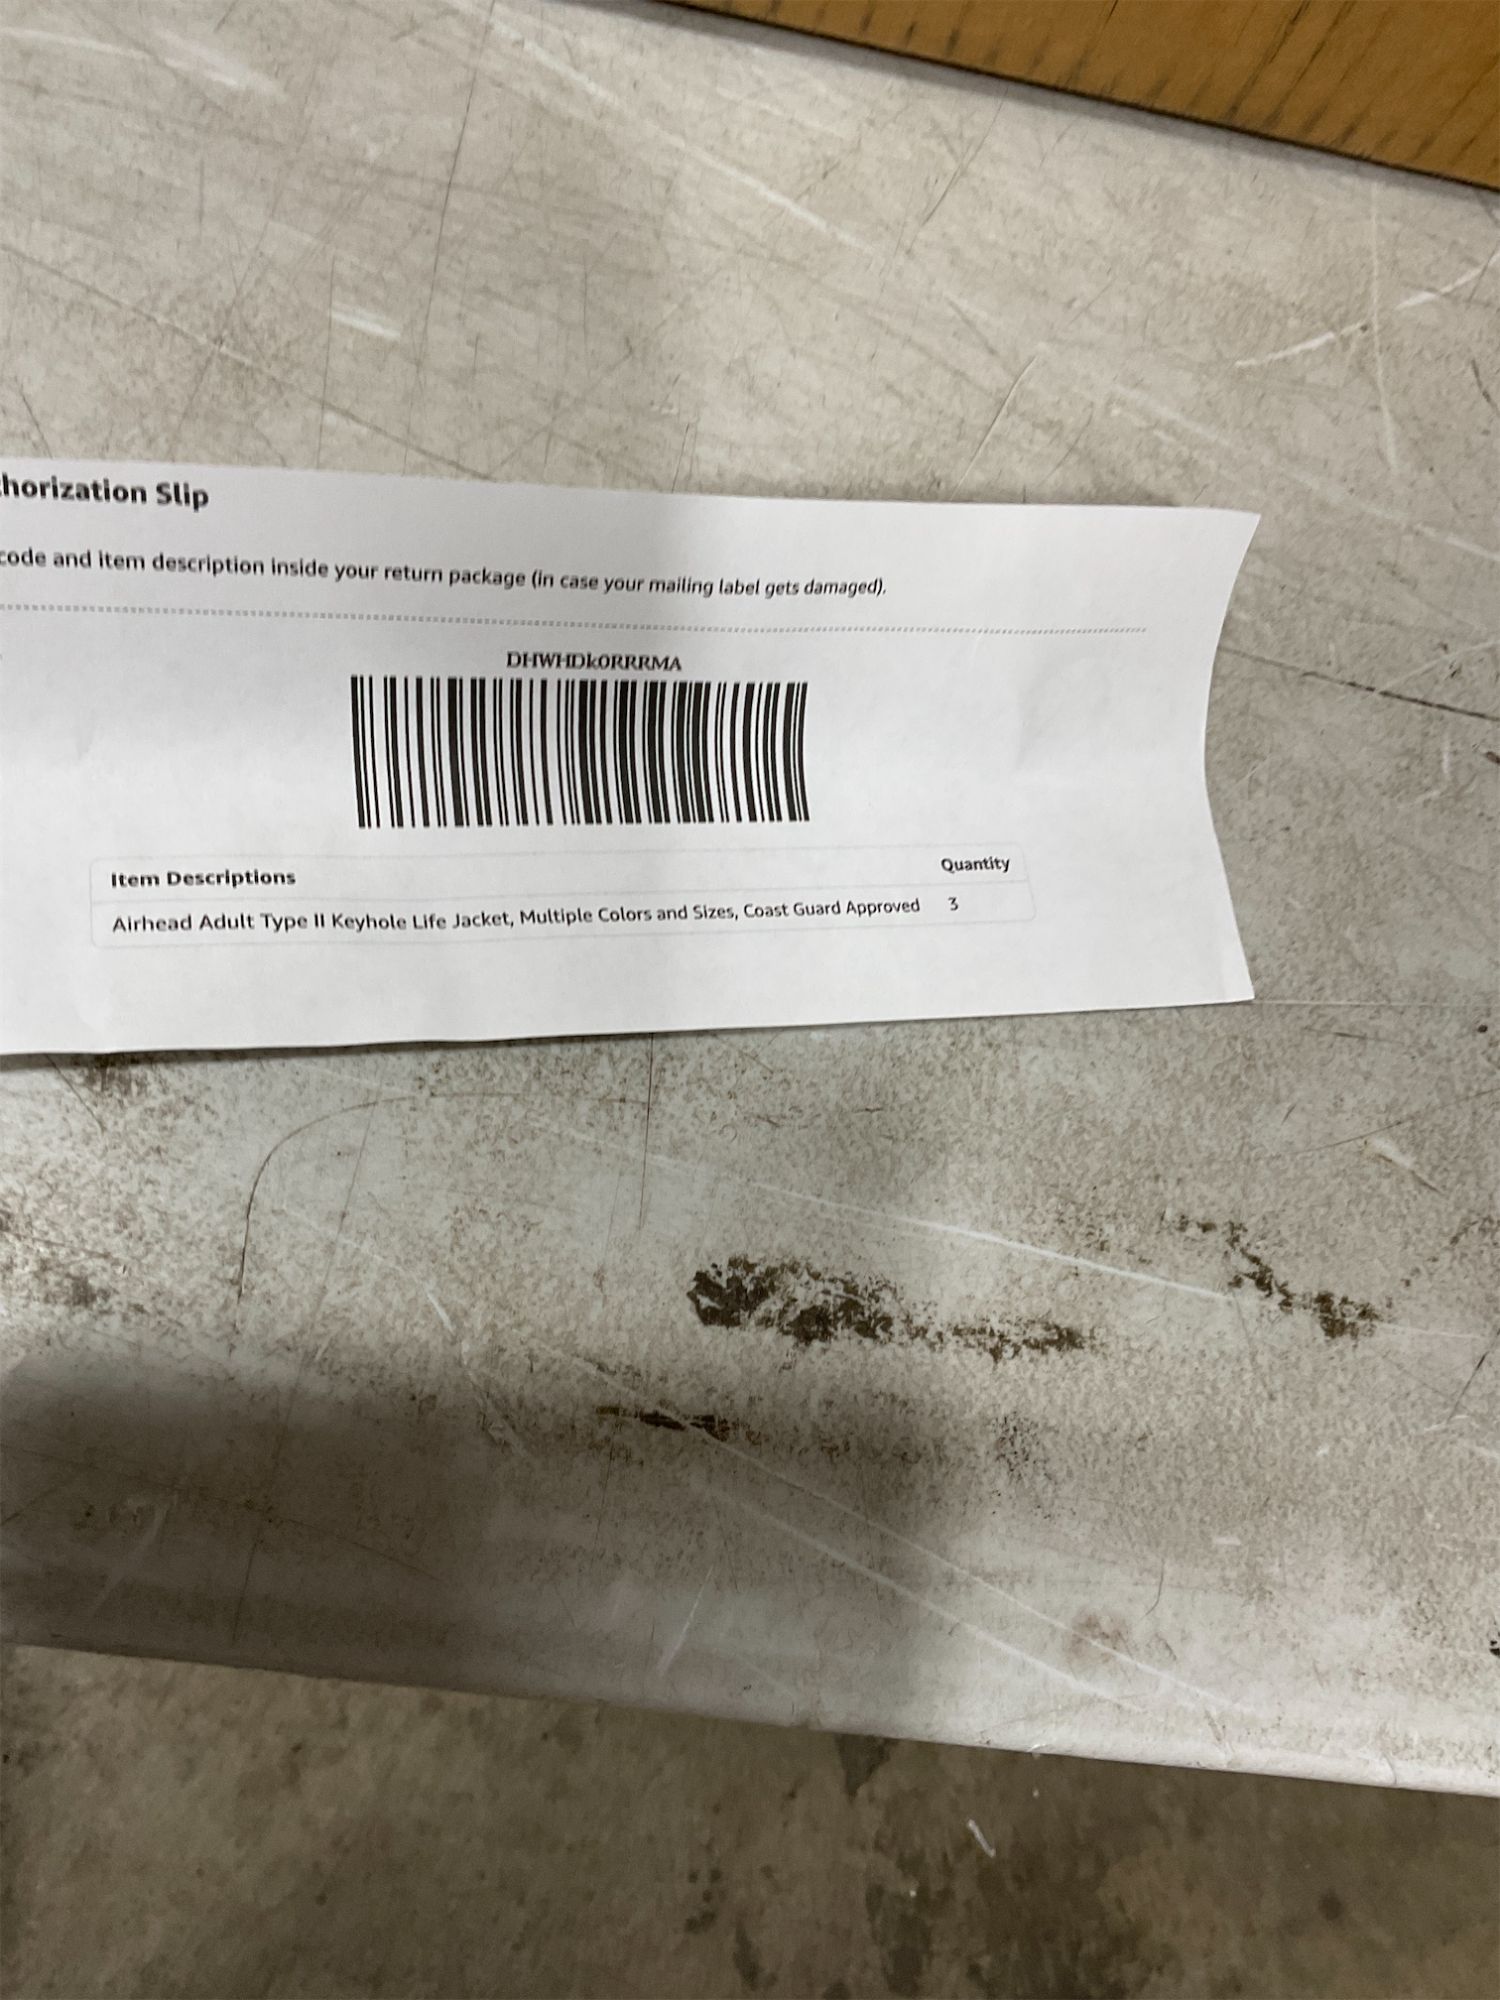 horization Slip
code and item description inside your return package (in case your mailing label gets damaged).
DHWHDk0RRRMA
Item Descriptions Quantity
Airhead Adult Type II Keyhole Life Jacket, Multiple Colors and Sizes, Coast Guard Approved 3